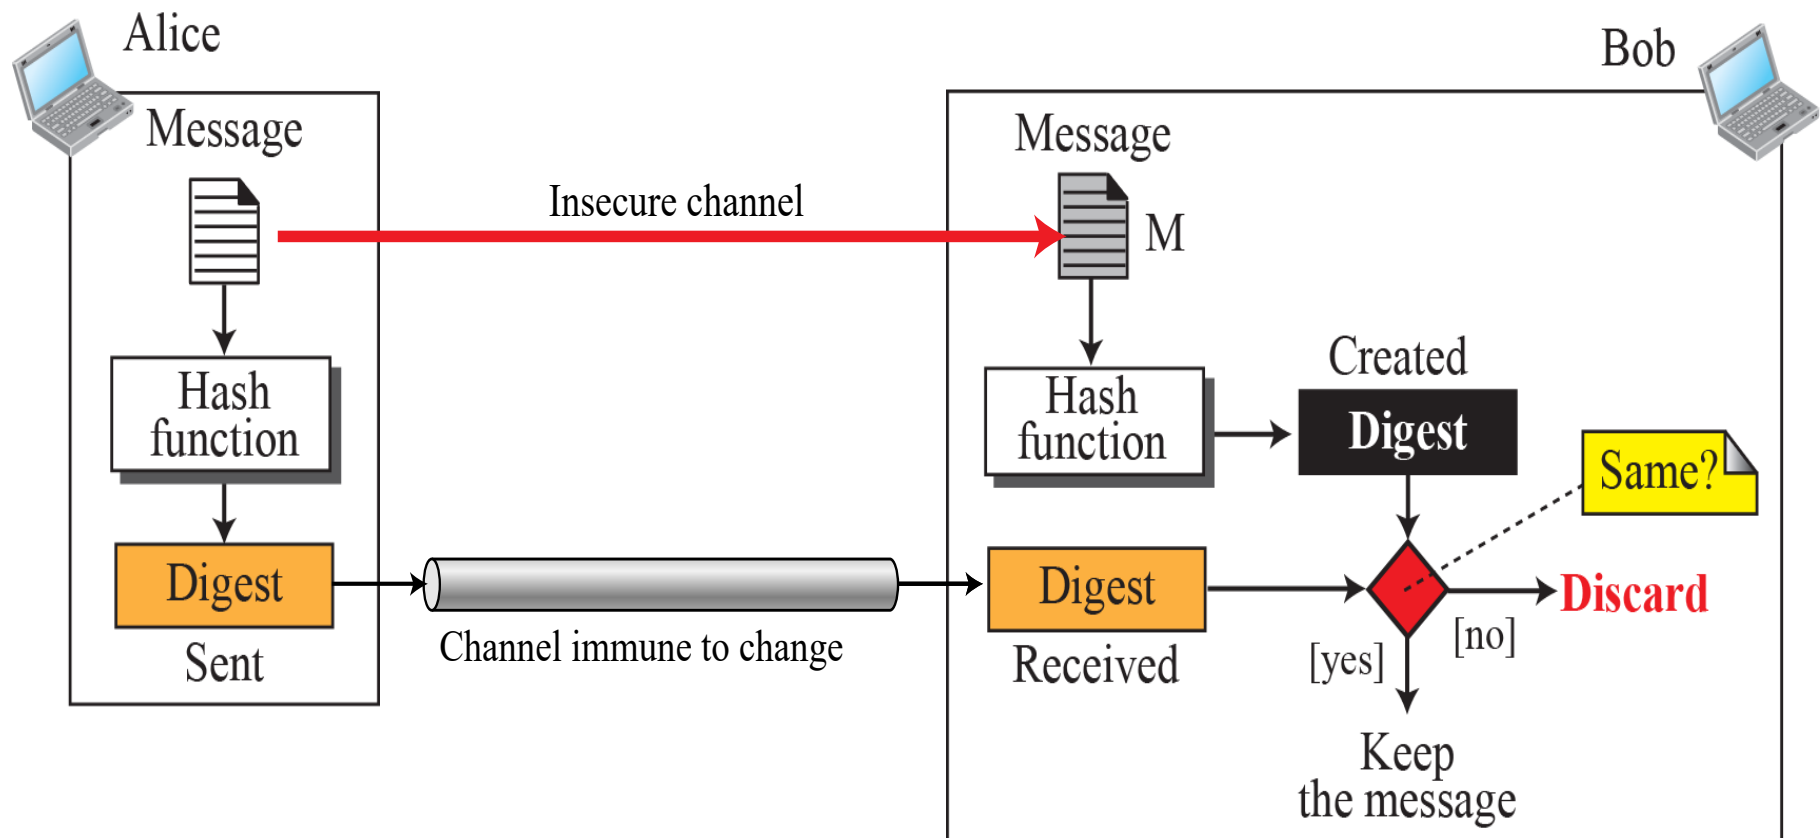 Alice
Message
Hash
function
Digest
Sent
Insecure channel
Channel immune to change
Bob
Message
M
Hash
function
Created
Digest
Same?
Digest
Received
[yes]
[no]
Discard
Keep
the message